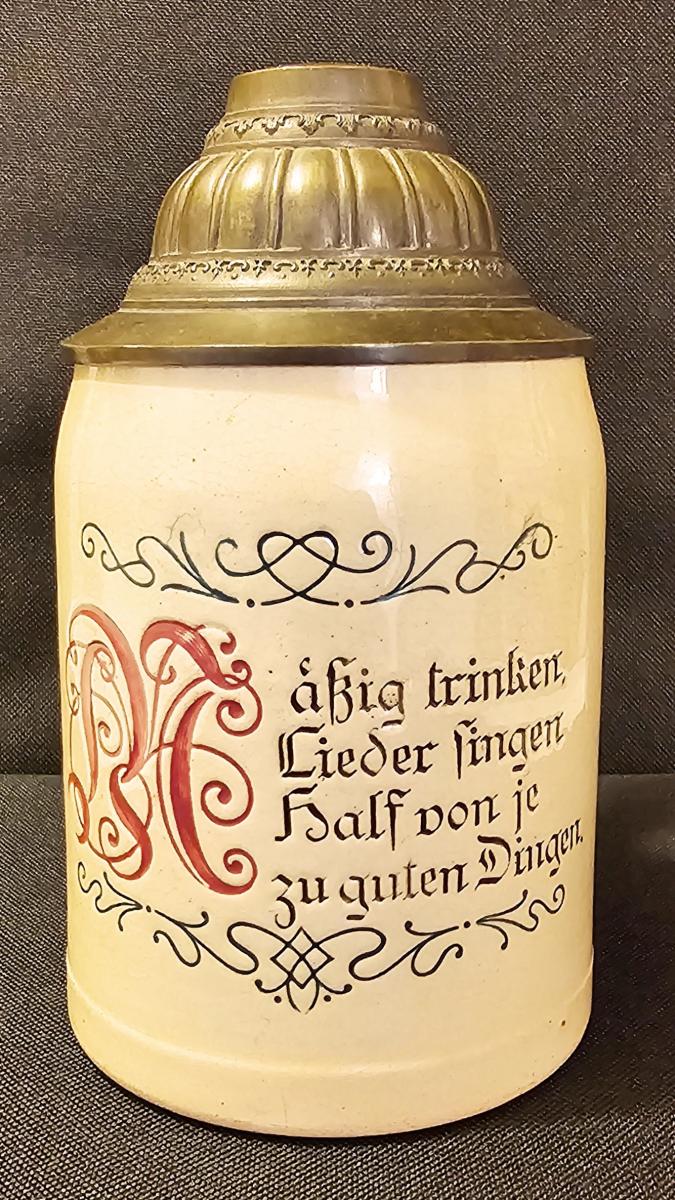 Mäßig trinken,
Lieder singen
Half von je
zu guten Dingen.